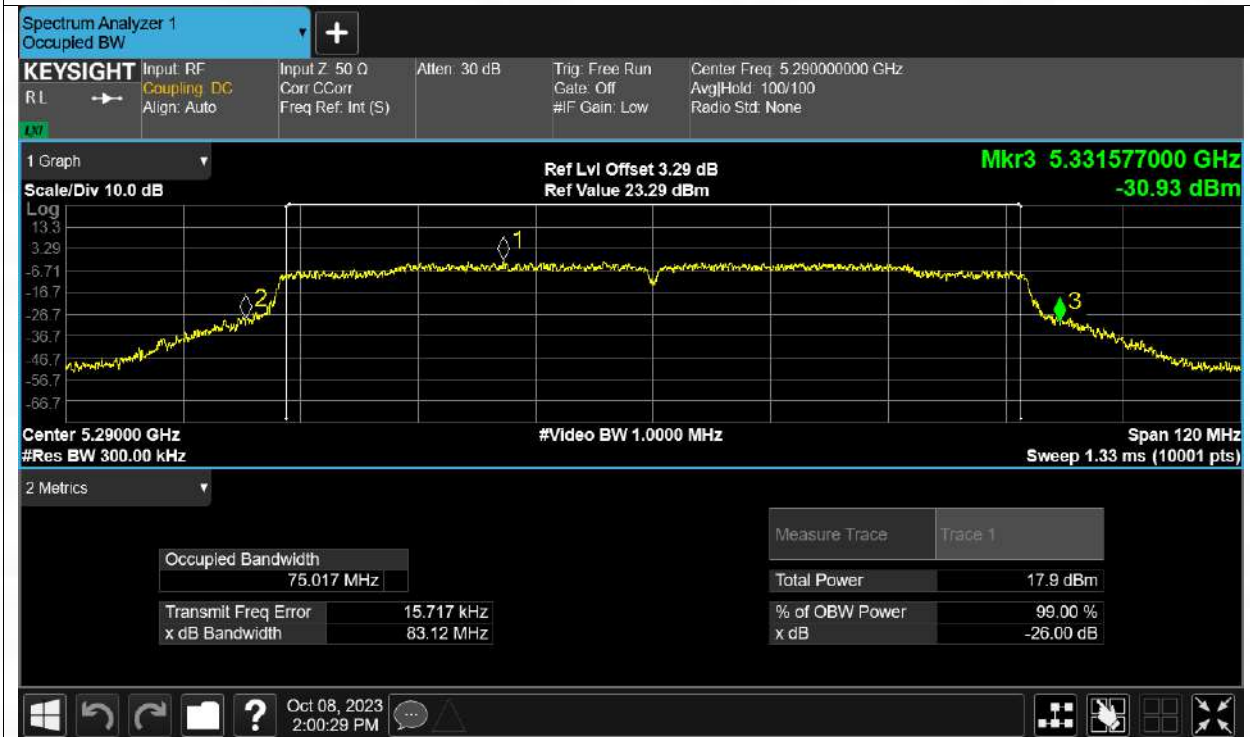 Spectrum Analyzer 1
Occupied BW
KEYSIGHT
RL
LXI
Input: RF
Coupling: DC
Align: Auto
Input Z: 50 Ω
Corr CCorr
Freq Ref: Int (S)
Atten: 30 dB
Trig: Free Run
Gate: Off
#IF Gain: Low
Center Freq: 5.290000000 GHz
Avg|Hold: 100/100
Radio Std: None
1 Graph
Ref Lvl Offset 3.29 dB
Mkr3 5.331577000 GHz
Scale/Div 10.0 dB
Ref Value 23.29 dBm
-30.93 dBm
Log
13.3
3.29
-6.71
-16.7
-26.7
-36.7
-46.7
-56.7
-66.7
1
2
3
Center 5.29000 GHz
#Video BW 1.0000 MHz
Span 120 MHz
#Res BW 300.00 kHz
Sweep 1.33 ms (10001 pts)
2 Metrics
Measure Trace Trace 1
Occupied Bandwidth
75.017 MHz
Total Power 17.9 dBm
Transmit Freq Error 15.717 kHz
% of OBW Power 99.00 %
x dB Bandwidth 83.12 MHz
x dB -26.00 dB
?
Oct 08, 2023
2:00:29 PM